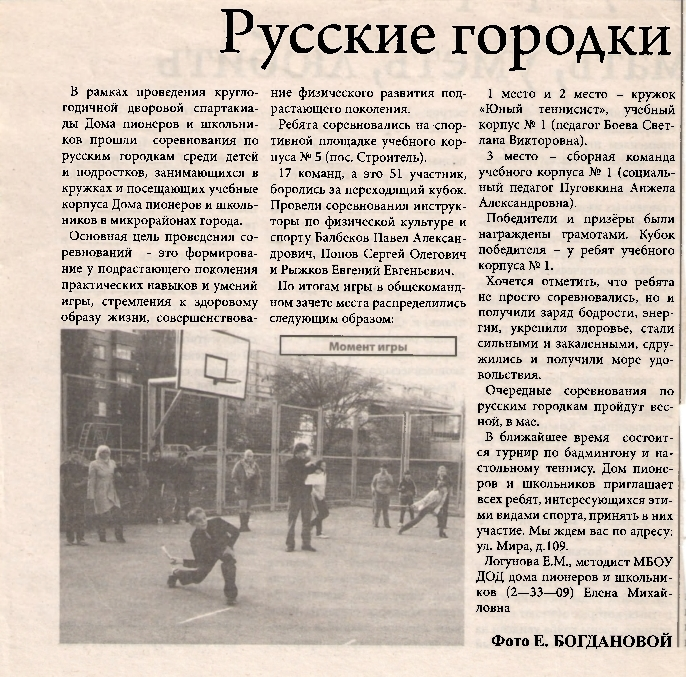 Русские городки
В рамках проведения кругло-
годичной дворовой спартакиа-
ды Дома пионеров и школьни-
ков прошли соревнования по
русским городкам среди детей
и подростков, занимающихся в
кружках и посещающих учебные
корпуса Дома пионеров и школь-
ников в микрорайонах города.
Основная цель проведения со-
ревнований - это формирова-
ние у подрастающего поколения
практических навыков и умений
игры, стремления к здоровому
образу жизни, совершенствова-
ние физического развития под-
растающего поколения.
Ребята соревновались на спор-
тивной площадке учебного кор-
пуса № 5 (пос. Строитель).
17 команд, а это 51 участник,
боролись за переходящий кубок.
Провели соревнования инструк-
торы по физической культуре и
спорту Балбеков Павел Алексан-
дрович, Попов Сергей Олегович
и Рыжков Евгений Евгеньевич.
По итогам игры в общекоманд-
ном зачете места распределились
следующим образом:
Момент игры
1 место и 2 место – кружок
«Юный теннисист», учебный
корпус № 1 (педагог Боева Свет-
лана Викторовна).
3 место – сборная команда
учебного корпуса № 1 (социаль-
ный педагог Пуговкина Анжела
Александровна).
Победители и призёры были
награждены грамотами. Кубок
победителя – у ребят учебного
корпуса № 1.
Хочется отметить, что ребята
не просто соревновались, но и
получили заряд бодрости, энер-
гии, укрепили здоровье, стали
сильными и закаленными, сдру-
жились и получили море удо-
вольствия.
Очередные соревнования по
русским городкам пройдут вес-
ной, в мае.
В ближайшее время состоит-
ся турнир по бадминтону и на-
стольному теннису. Дом пионе-
ров и школьников приглашает
всех ребят, интересующихся эти-
ми видами спорта, принять в них
участие. Мы ждем вас по адресу:
ул. Мира, д.109.
Логунова Е.М., методист МБОУ
ДОД дома пионеров и школьни-
ков (2—33—09) Елена Михай-
ловна
Фото Е. БОГДАНОВОЙ